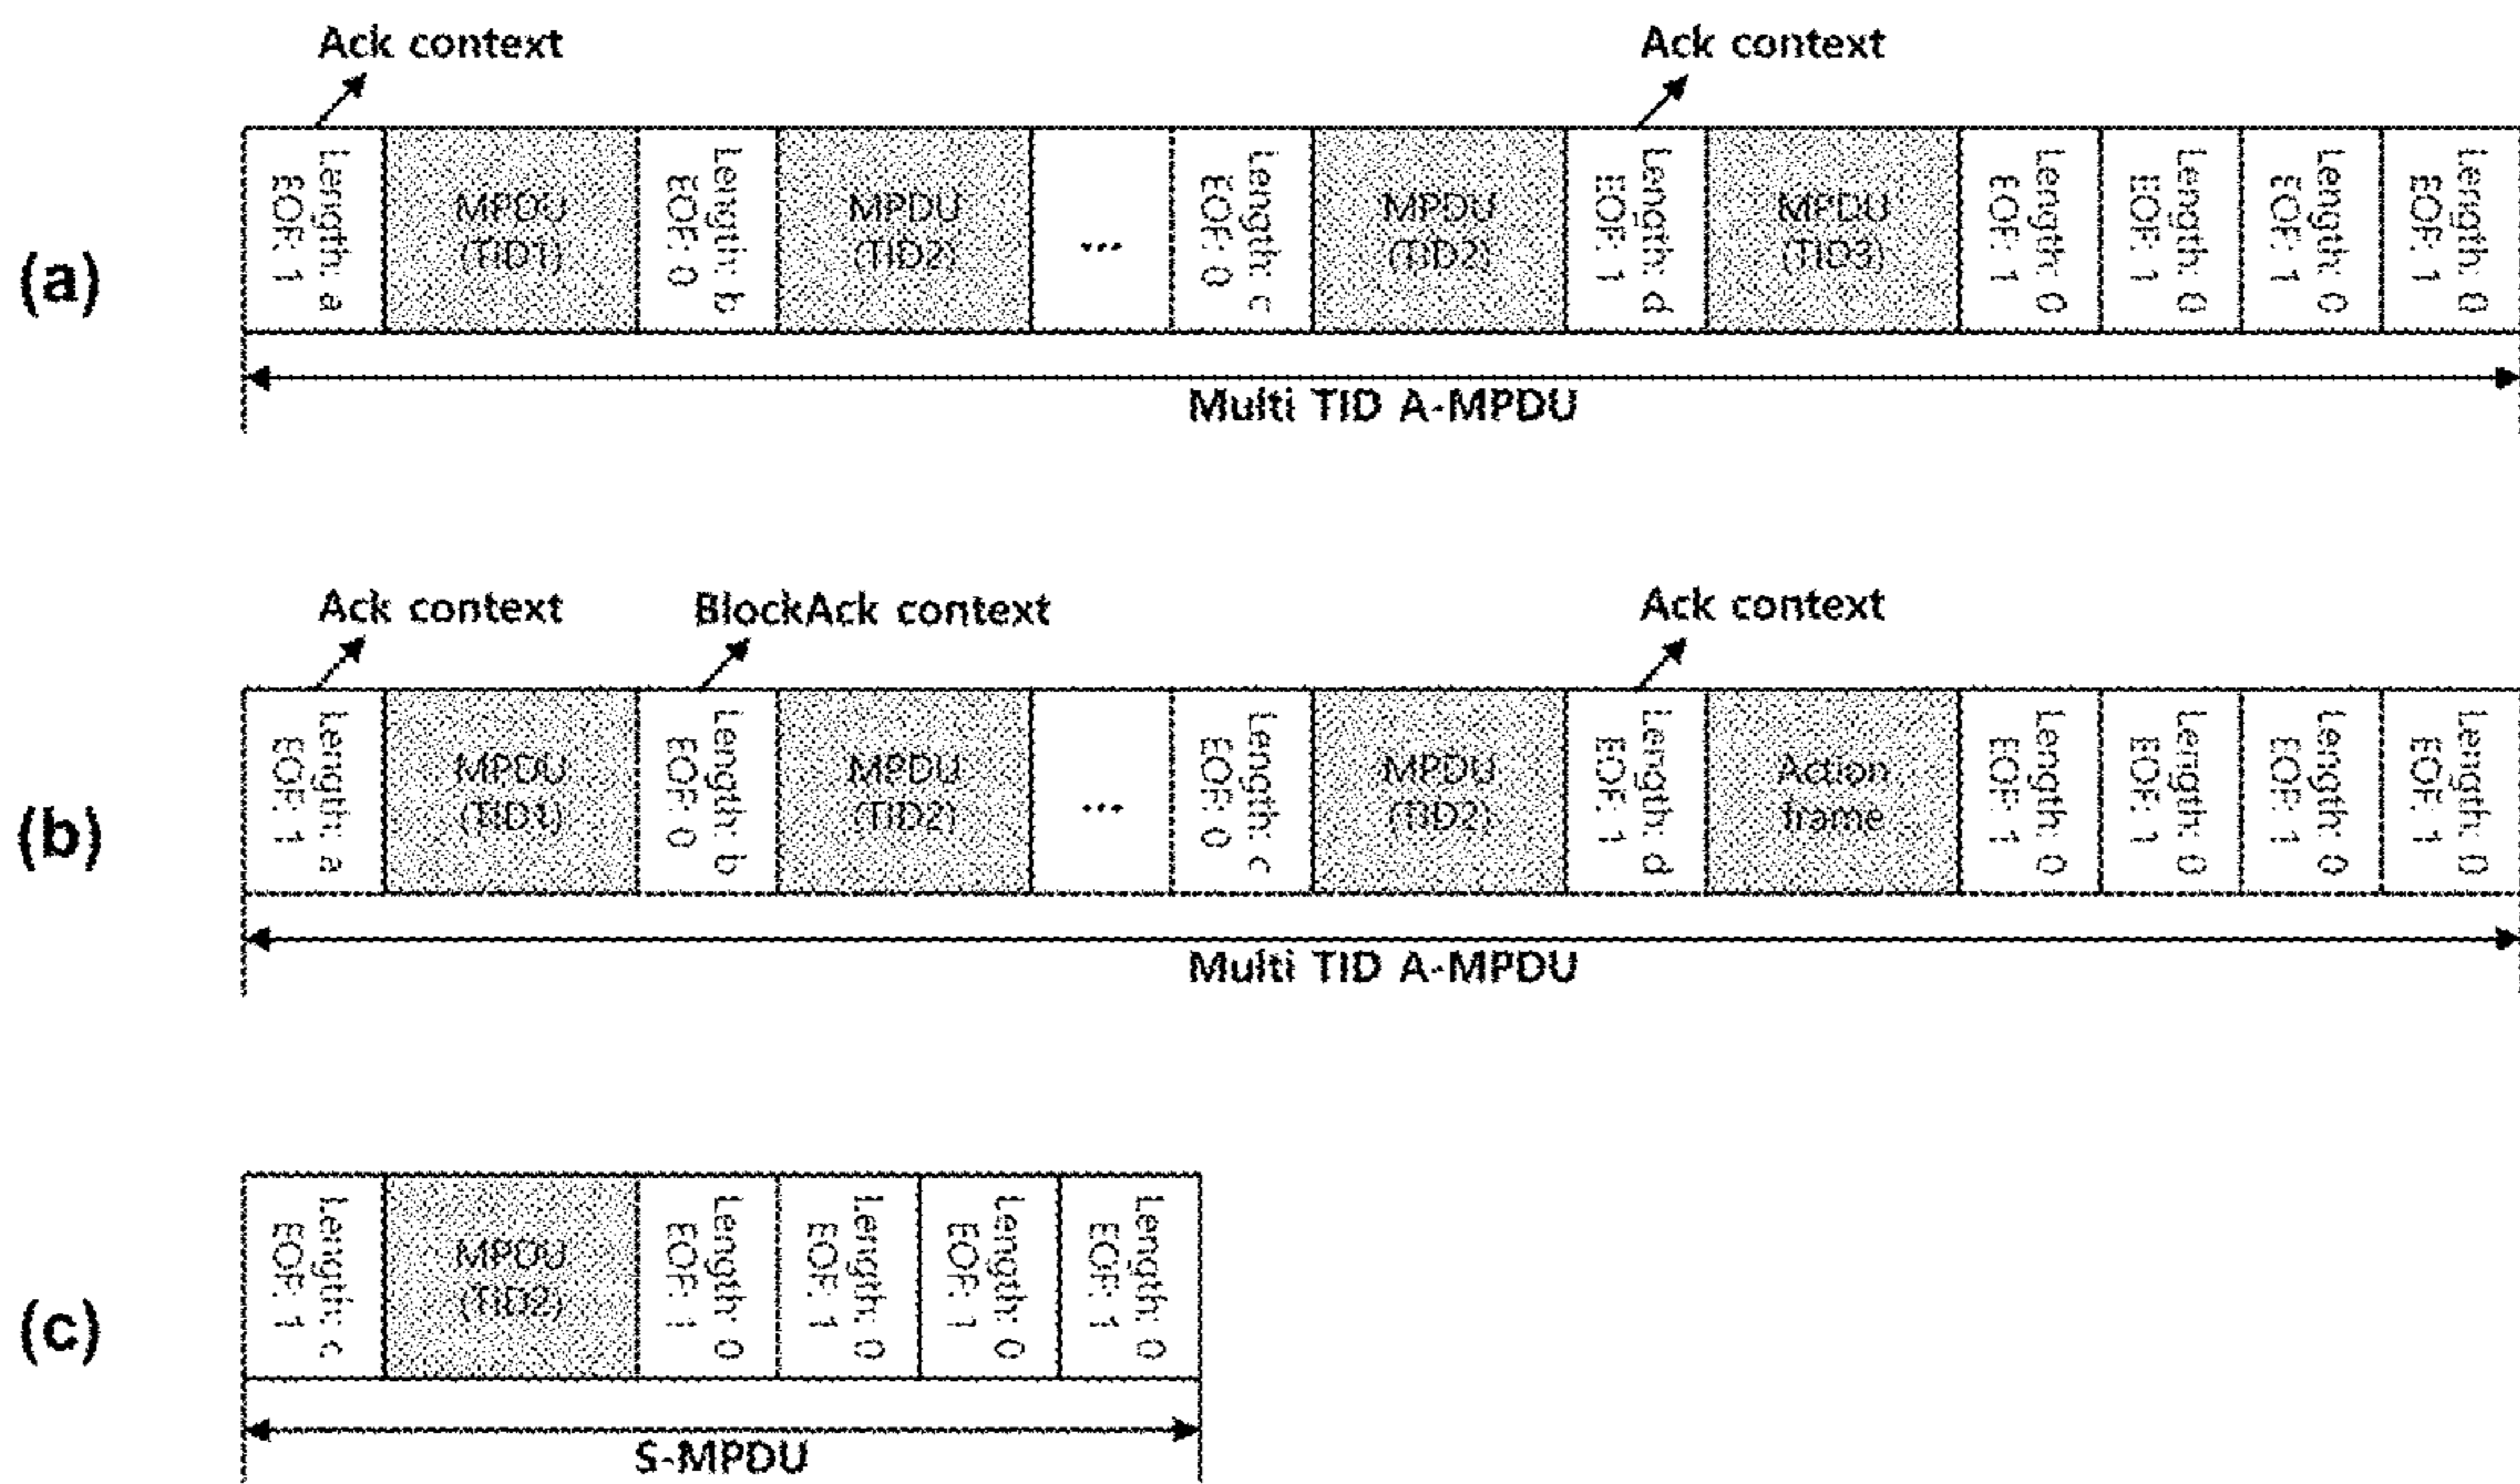 Ack context
Ack context
(a)
Length: a
EOF: 1
MPDU
(TID1)
Length: b
EOF: 0
MPDU
(TID2)
...
Length: c
EOF: 0
MPDU
(TID2)
Length: d
EOF: 1
MPDU
(TID3)
Length: 0
EOF: 1
Length: 0
EOF: 1
Length: 0
EOF: 1
Length: 0
EOF: 1
Multi TID A-MPDU
Ack context
BlockAck context
Ack context
(b)
Length: a
EOF: 1
MPDU
(TID1)
Length: b
EOF: 0
MPDU
(TID2)
...
Length: c
EOF: 0
MPDU
(TID2)
Length: d
EOF: 1
Action
frame
Length: 0
EOF: 1
Length: 0
EOF: 1
Length: 0
EOF: 1
Length: 0
EOF: 1
Multi TID A-MPDU
(c)
Length: c
EOF: 1
MPDU
(TID2)
Length: 0
EOF: 1
Length: 0
EOF: 1
Length: 0
EOF: 1
Length: 0
EOF: 1
S-MPDU